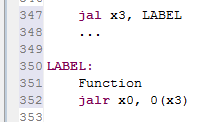 347 jal x3, LABEL
348 ...
349
350 LABEL:
351 Function
352 jalr x0, 0(x3)
353